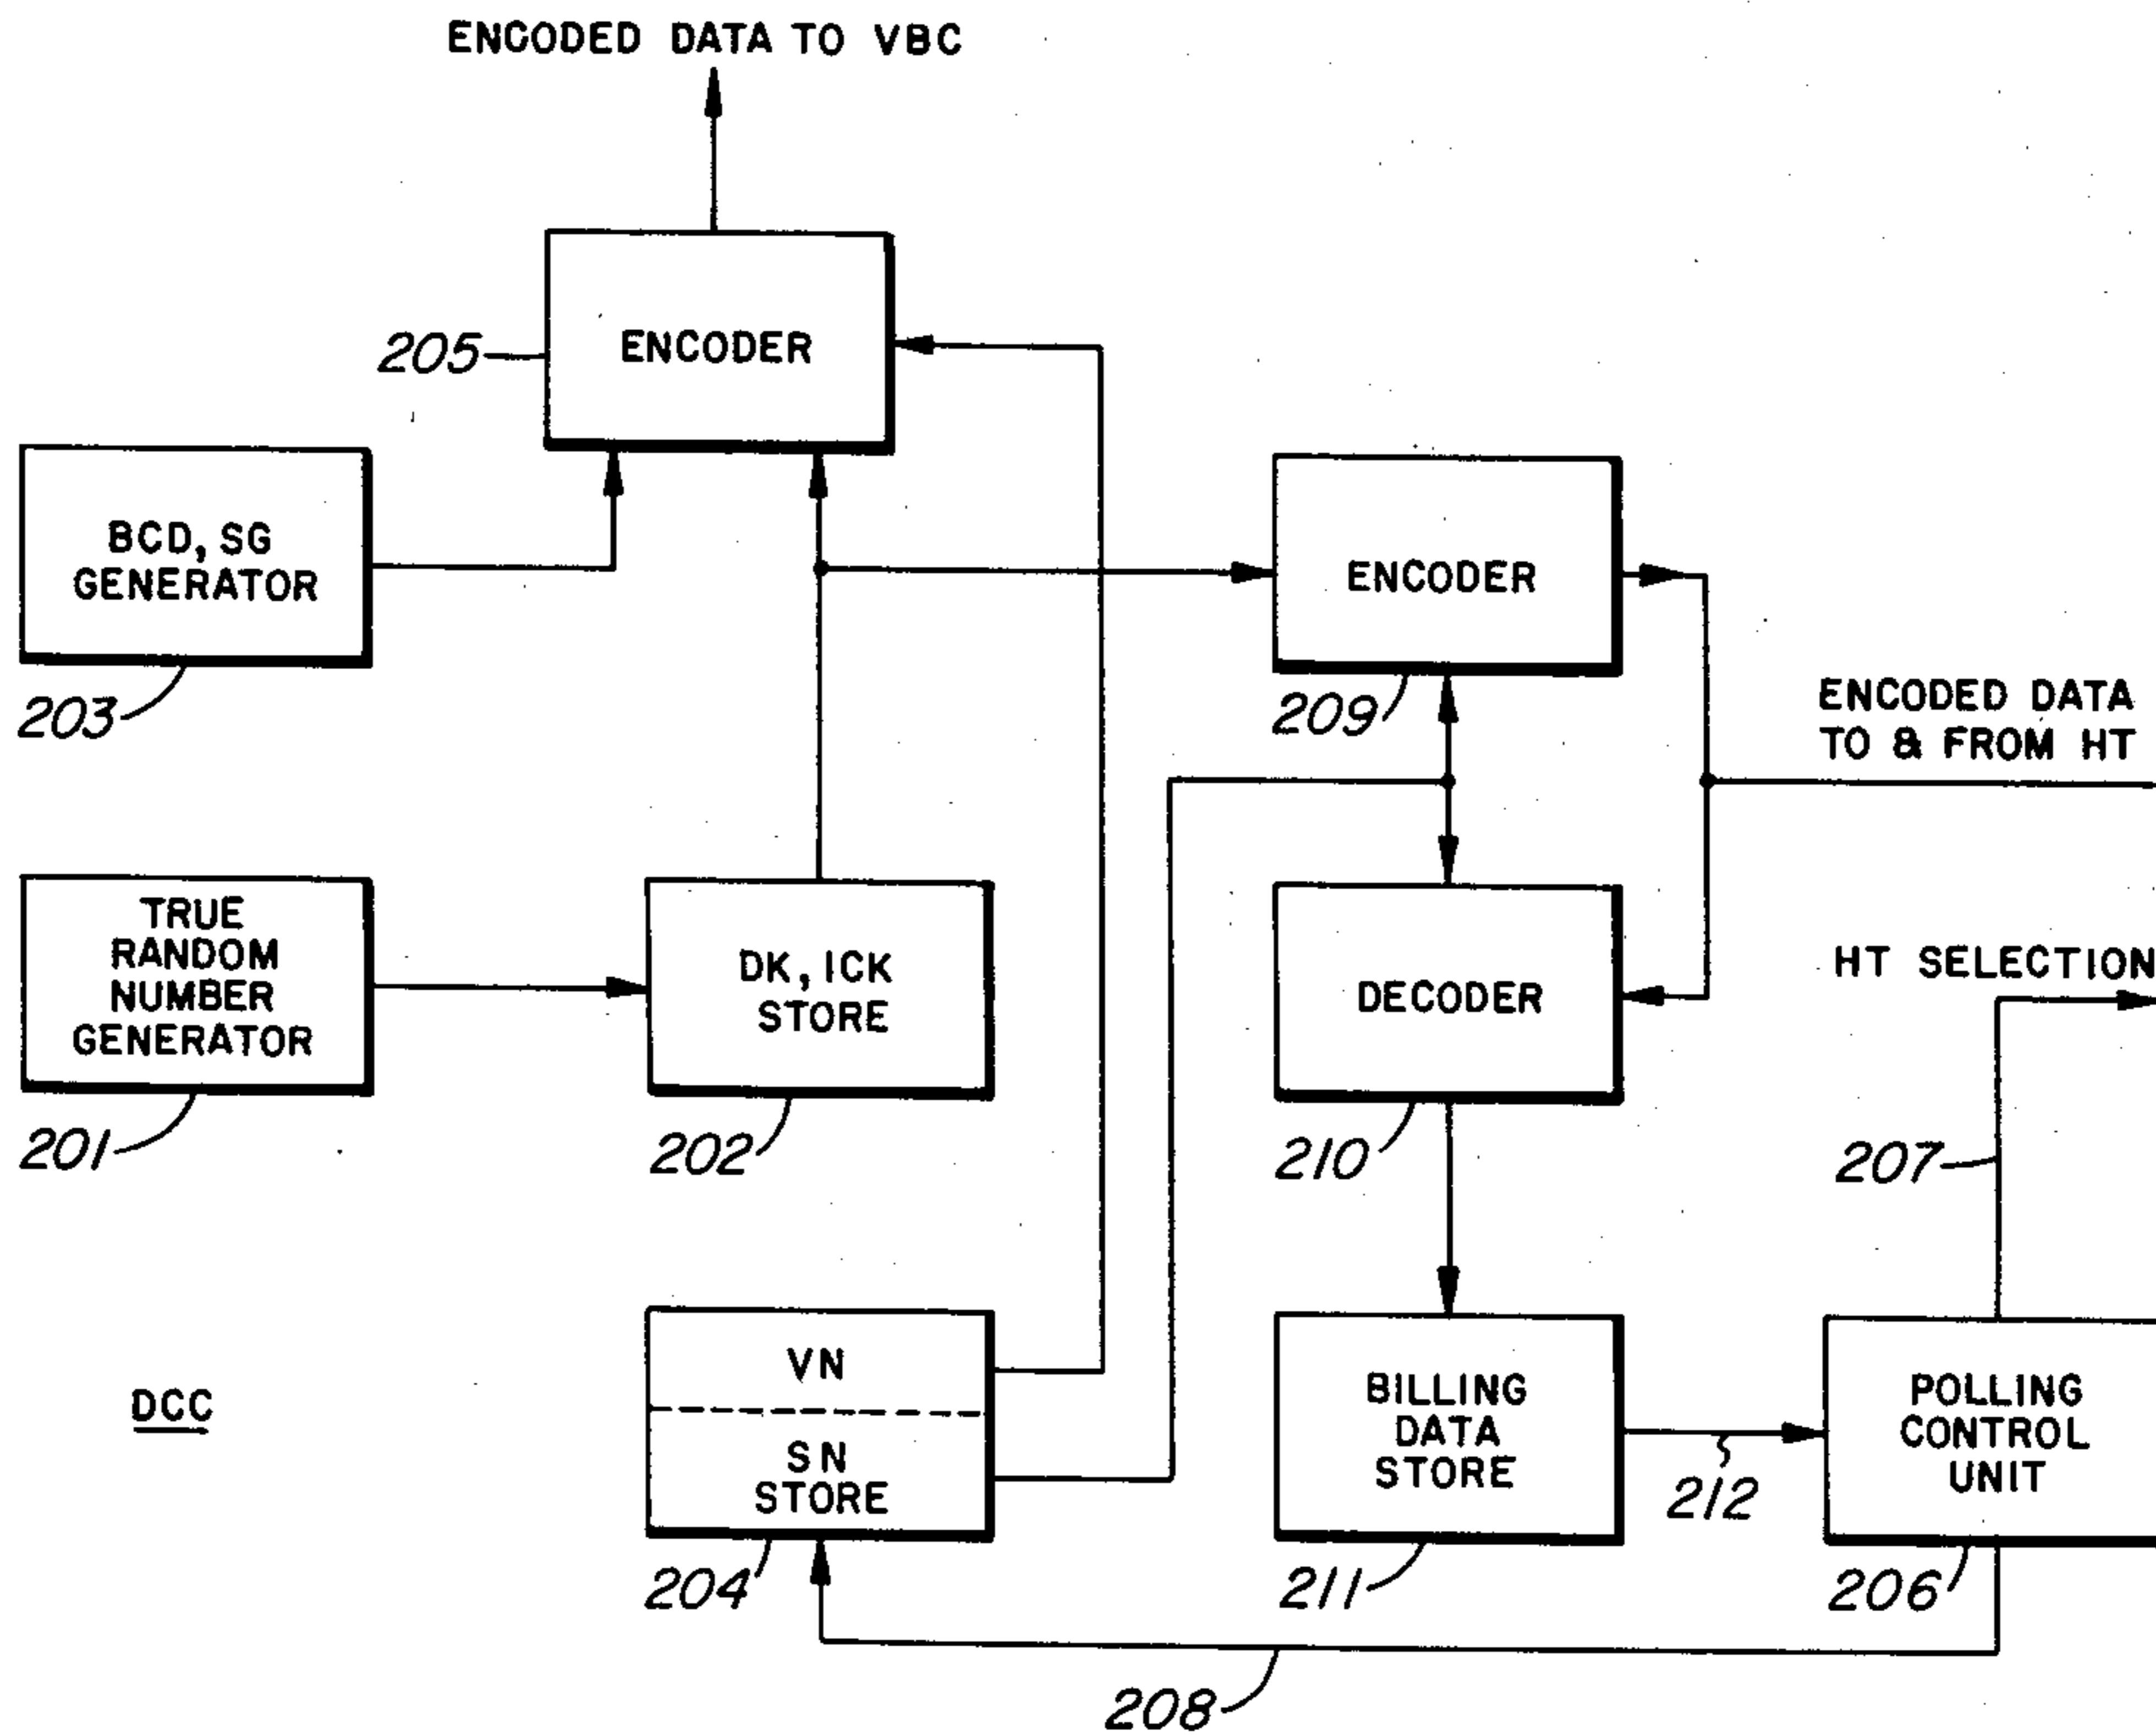 ENCODED DATA TO VBC
205
ENCODER
BCD, SG
GENERATOR
203
ENCODER
209
ENCODED DATA
TO & FROM HT
TRUE
RANDOM
NUMBER
GENERATOR
201
DK, ICK
STORE
202
DECODER
210
HT SELECTION
207
DCC
VN
SN
STORE
204
BILLING
DATA
STORE
211
212
POLLING
CONTROL
UNIT
206
208